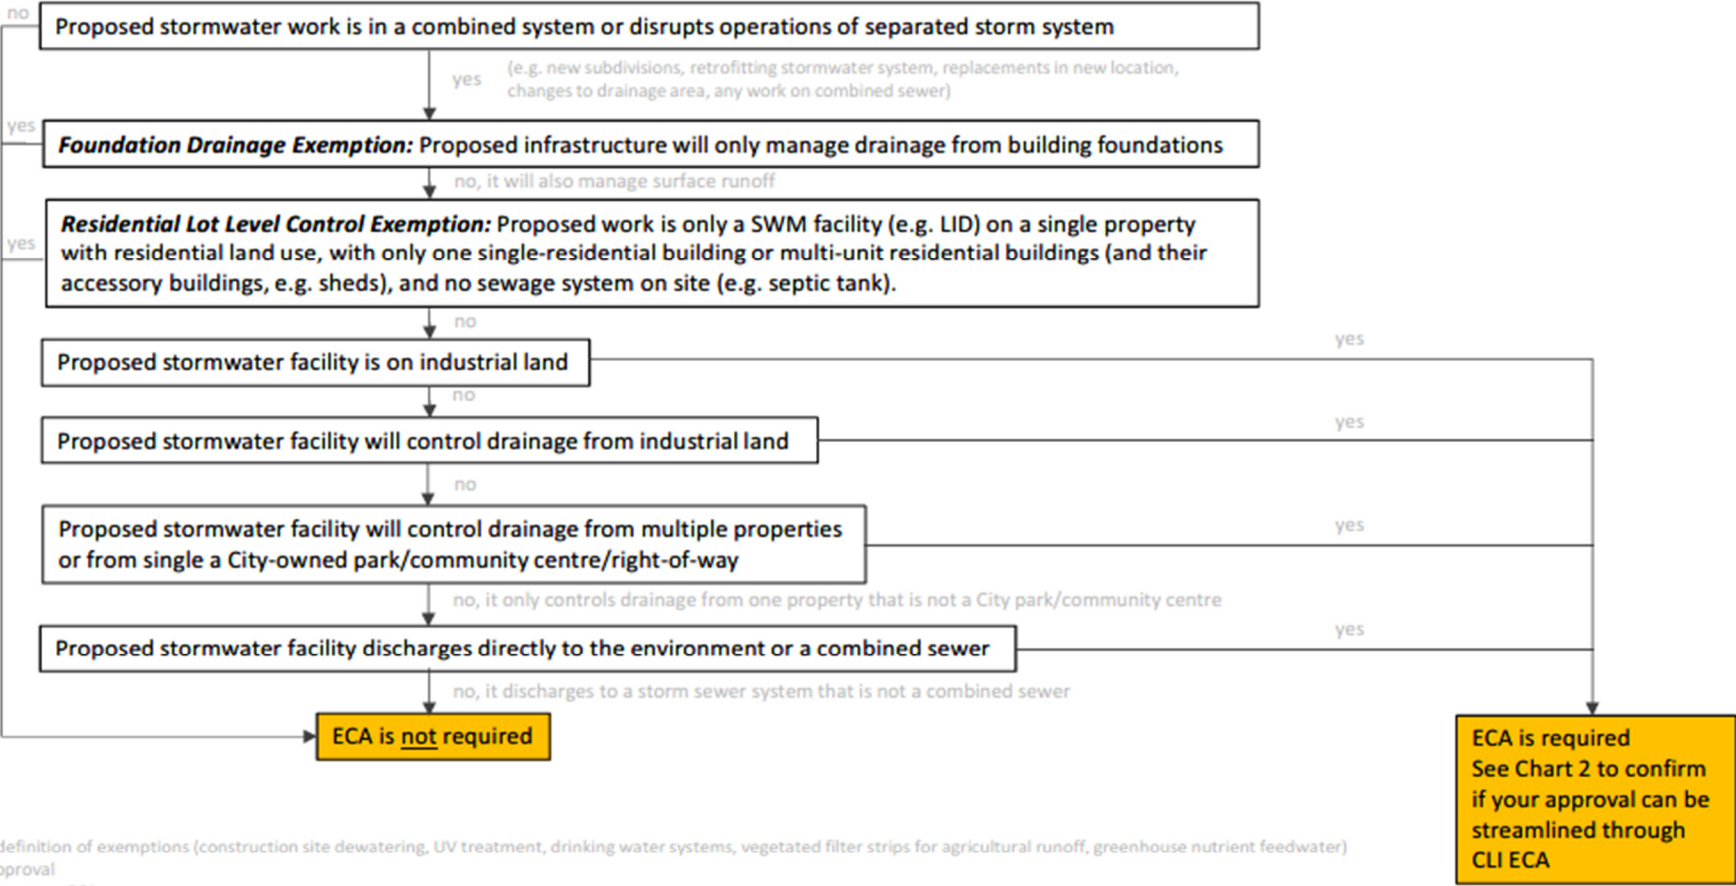 no
Proposed stormwater work is in a combined system or disrupts operations of separated storm system
yes
(e.g. new subdivisions, retrofitting stormwater system, replacements in new location,
changes to drainage area, any work on combined sewer)
yes
Foundation Drainage Exemption: Proposed infrastructure will only manage drainage from building foundations
no, it will also manage surface runoff
yes
Residential Lot Level Control Exemption: Proposed work is only a SWM facility (e.g. LID) on a single property
with residential land use, with only one single-residential building or multi-unit residential buildings (and their
accessory buildings, e.g. sheds), and no sewage system on site (e.g. septic tank).
no
Proposed stormwater facility is on industrial land
yes
no
Proposed stormwater facility will control drainage from industrial land
yes
no
Proposed stormwater facility will control drainage from multiple properties
or from single a City-owned park/community centre/right-of-way
yes
no, it only controls drainage from one property that is not a City park/community centre
Proposed stormwater facility discharges directly to the environment or a combined sewer
yes
no, it discharges to a storm sewer system that is not a combined sewer
ECA is not required
ECA is required
See Chart 2 to confirm
if your approval can be
streamlined through
CLI ECA
definition of exemptions (construction site dewatering, UV treatment, drinking water systems, vegetated filter strips for agricultural runoff, greenhouse nutrient feedwater)
pproval